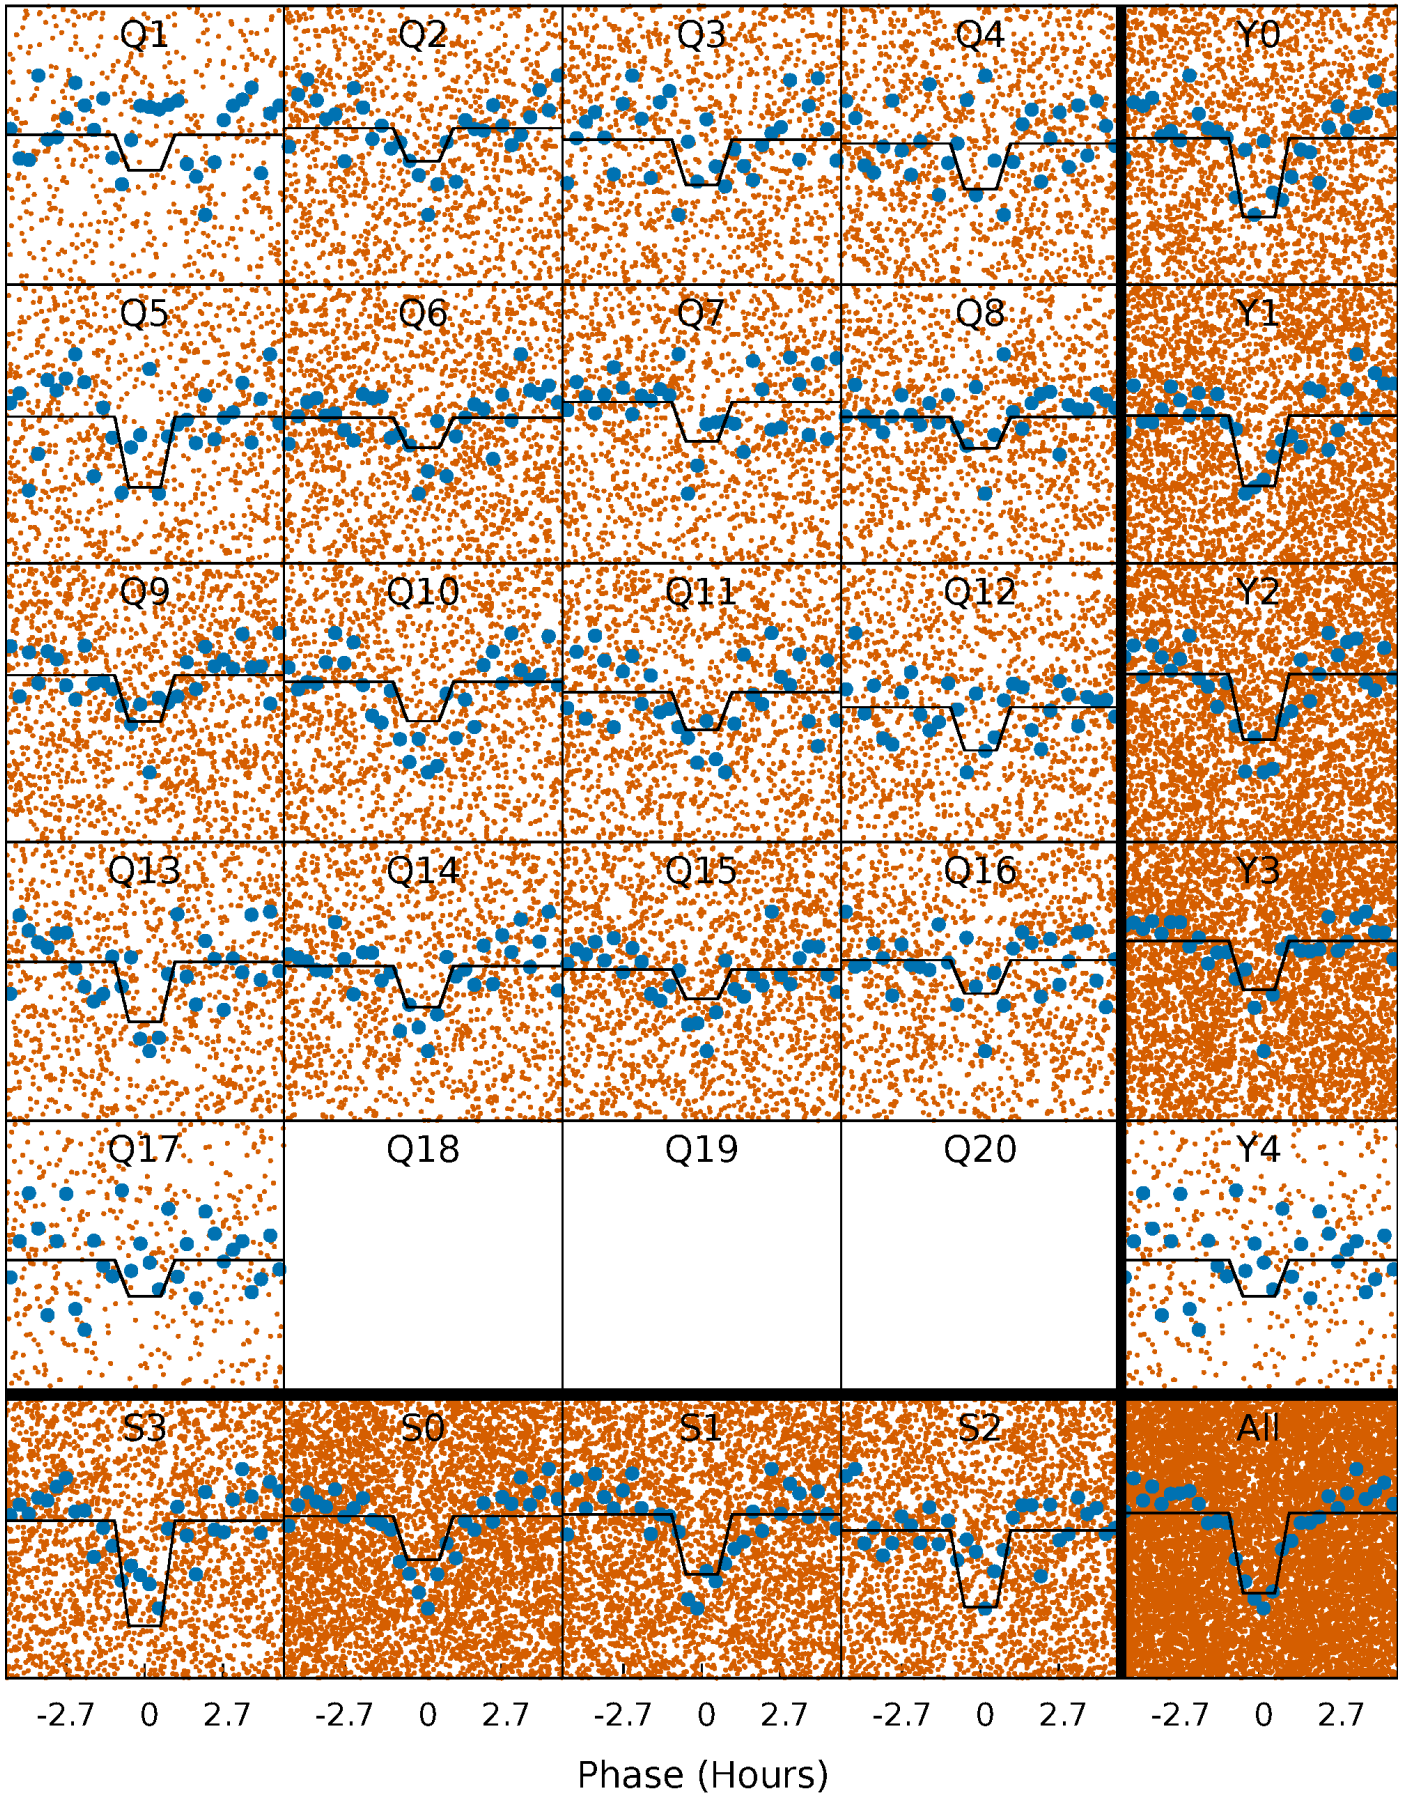 Q1 Q2 Q3 Q4 Y0
Q5 Q6 Q7 Q8 Y1
Q9 Q10 Q11 Q12 Y2
Q13 Q14 Q15 Q16 Y3
Q17 Q18 Q19 Q20 Y4
S3 S0 S1 S2 All
-2.7 0 2.7 -2.7 0 2.7 -2.7 0 2.7 -2.7 0 2.7 -2.7 0 2.7
Phase (Hours)